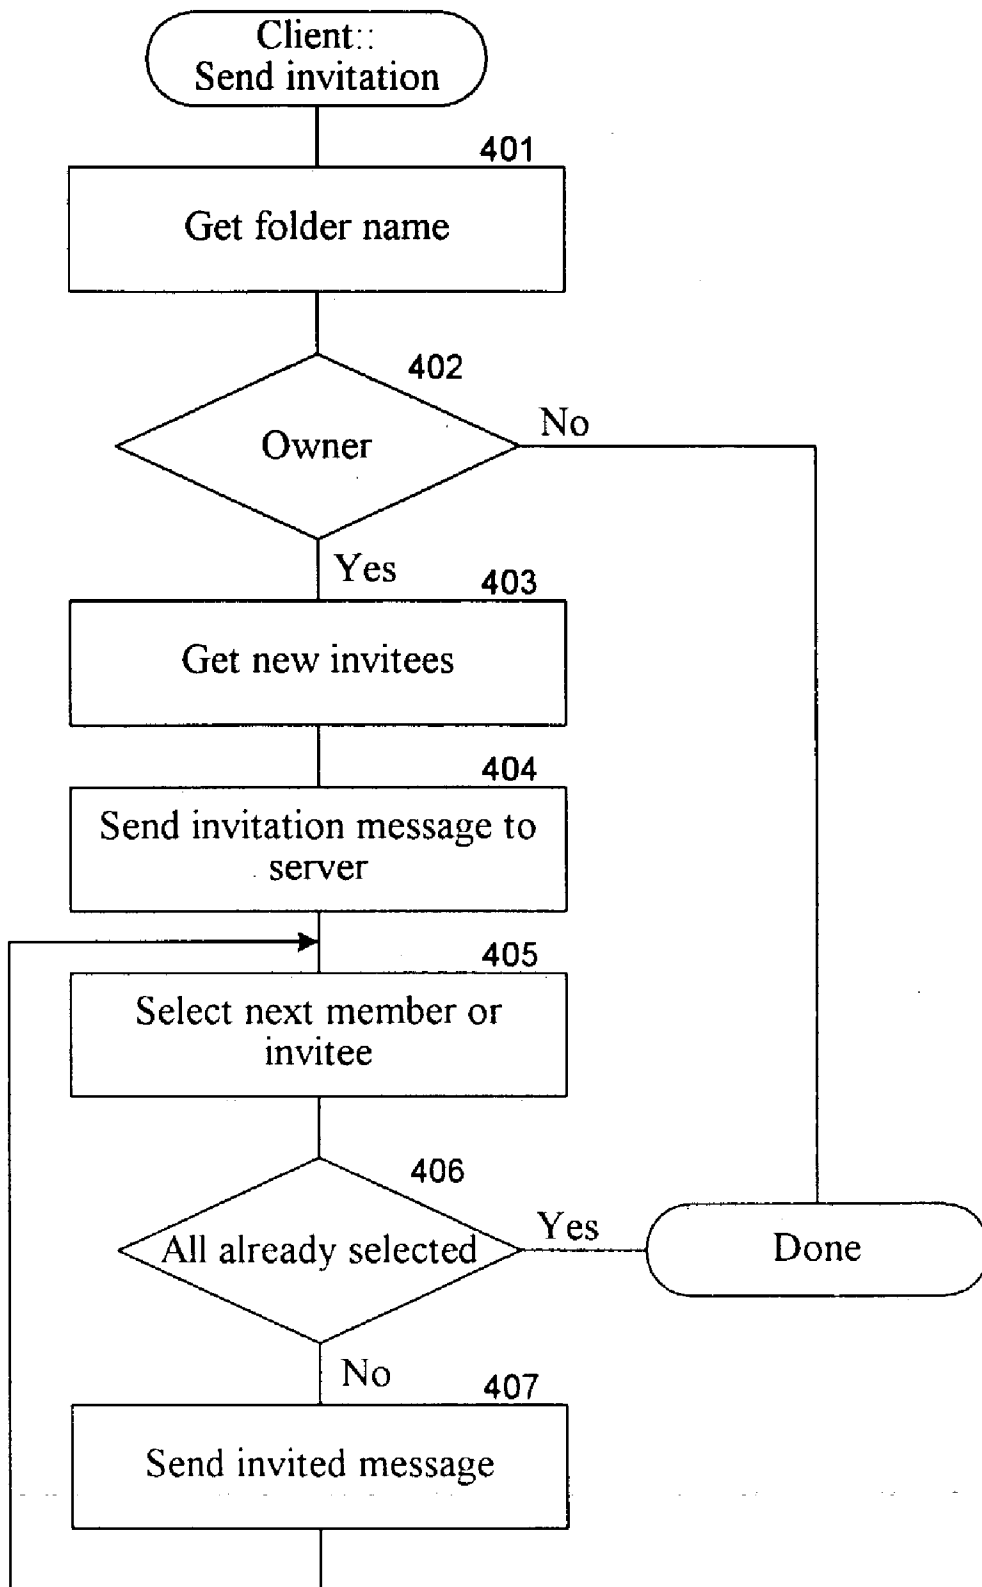 Client::
Send invitation
401
Get folder name
402
Owner
No
Yes
403
Get new invitees
404
Send invitation message to
server
405
Select next member or
invitee
406
All already selected
Yes
Done
No
407
Send invited message